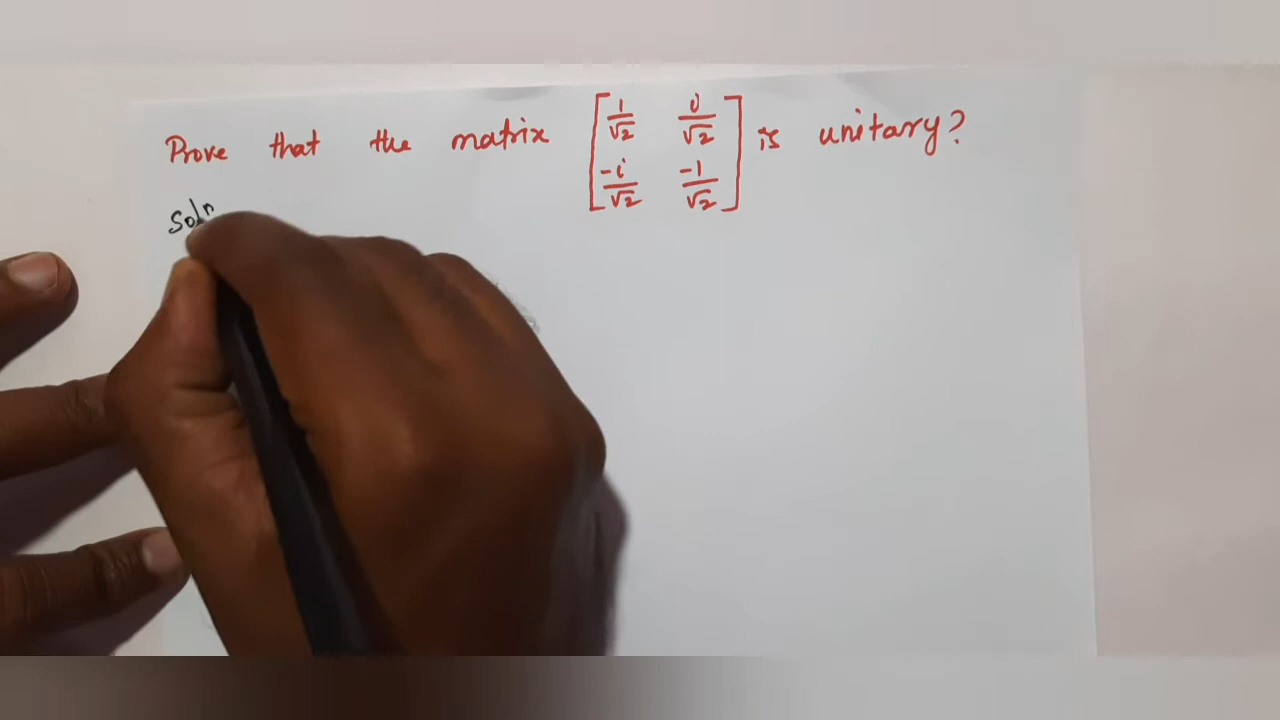 Prove that the matrix [1/√2 i/√2 -i/√2 -1/√2] is unitary?
Soln